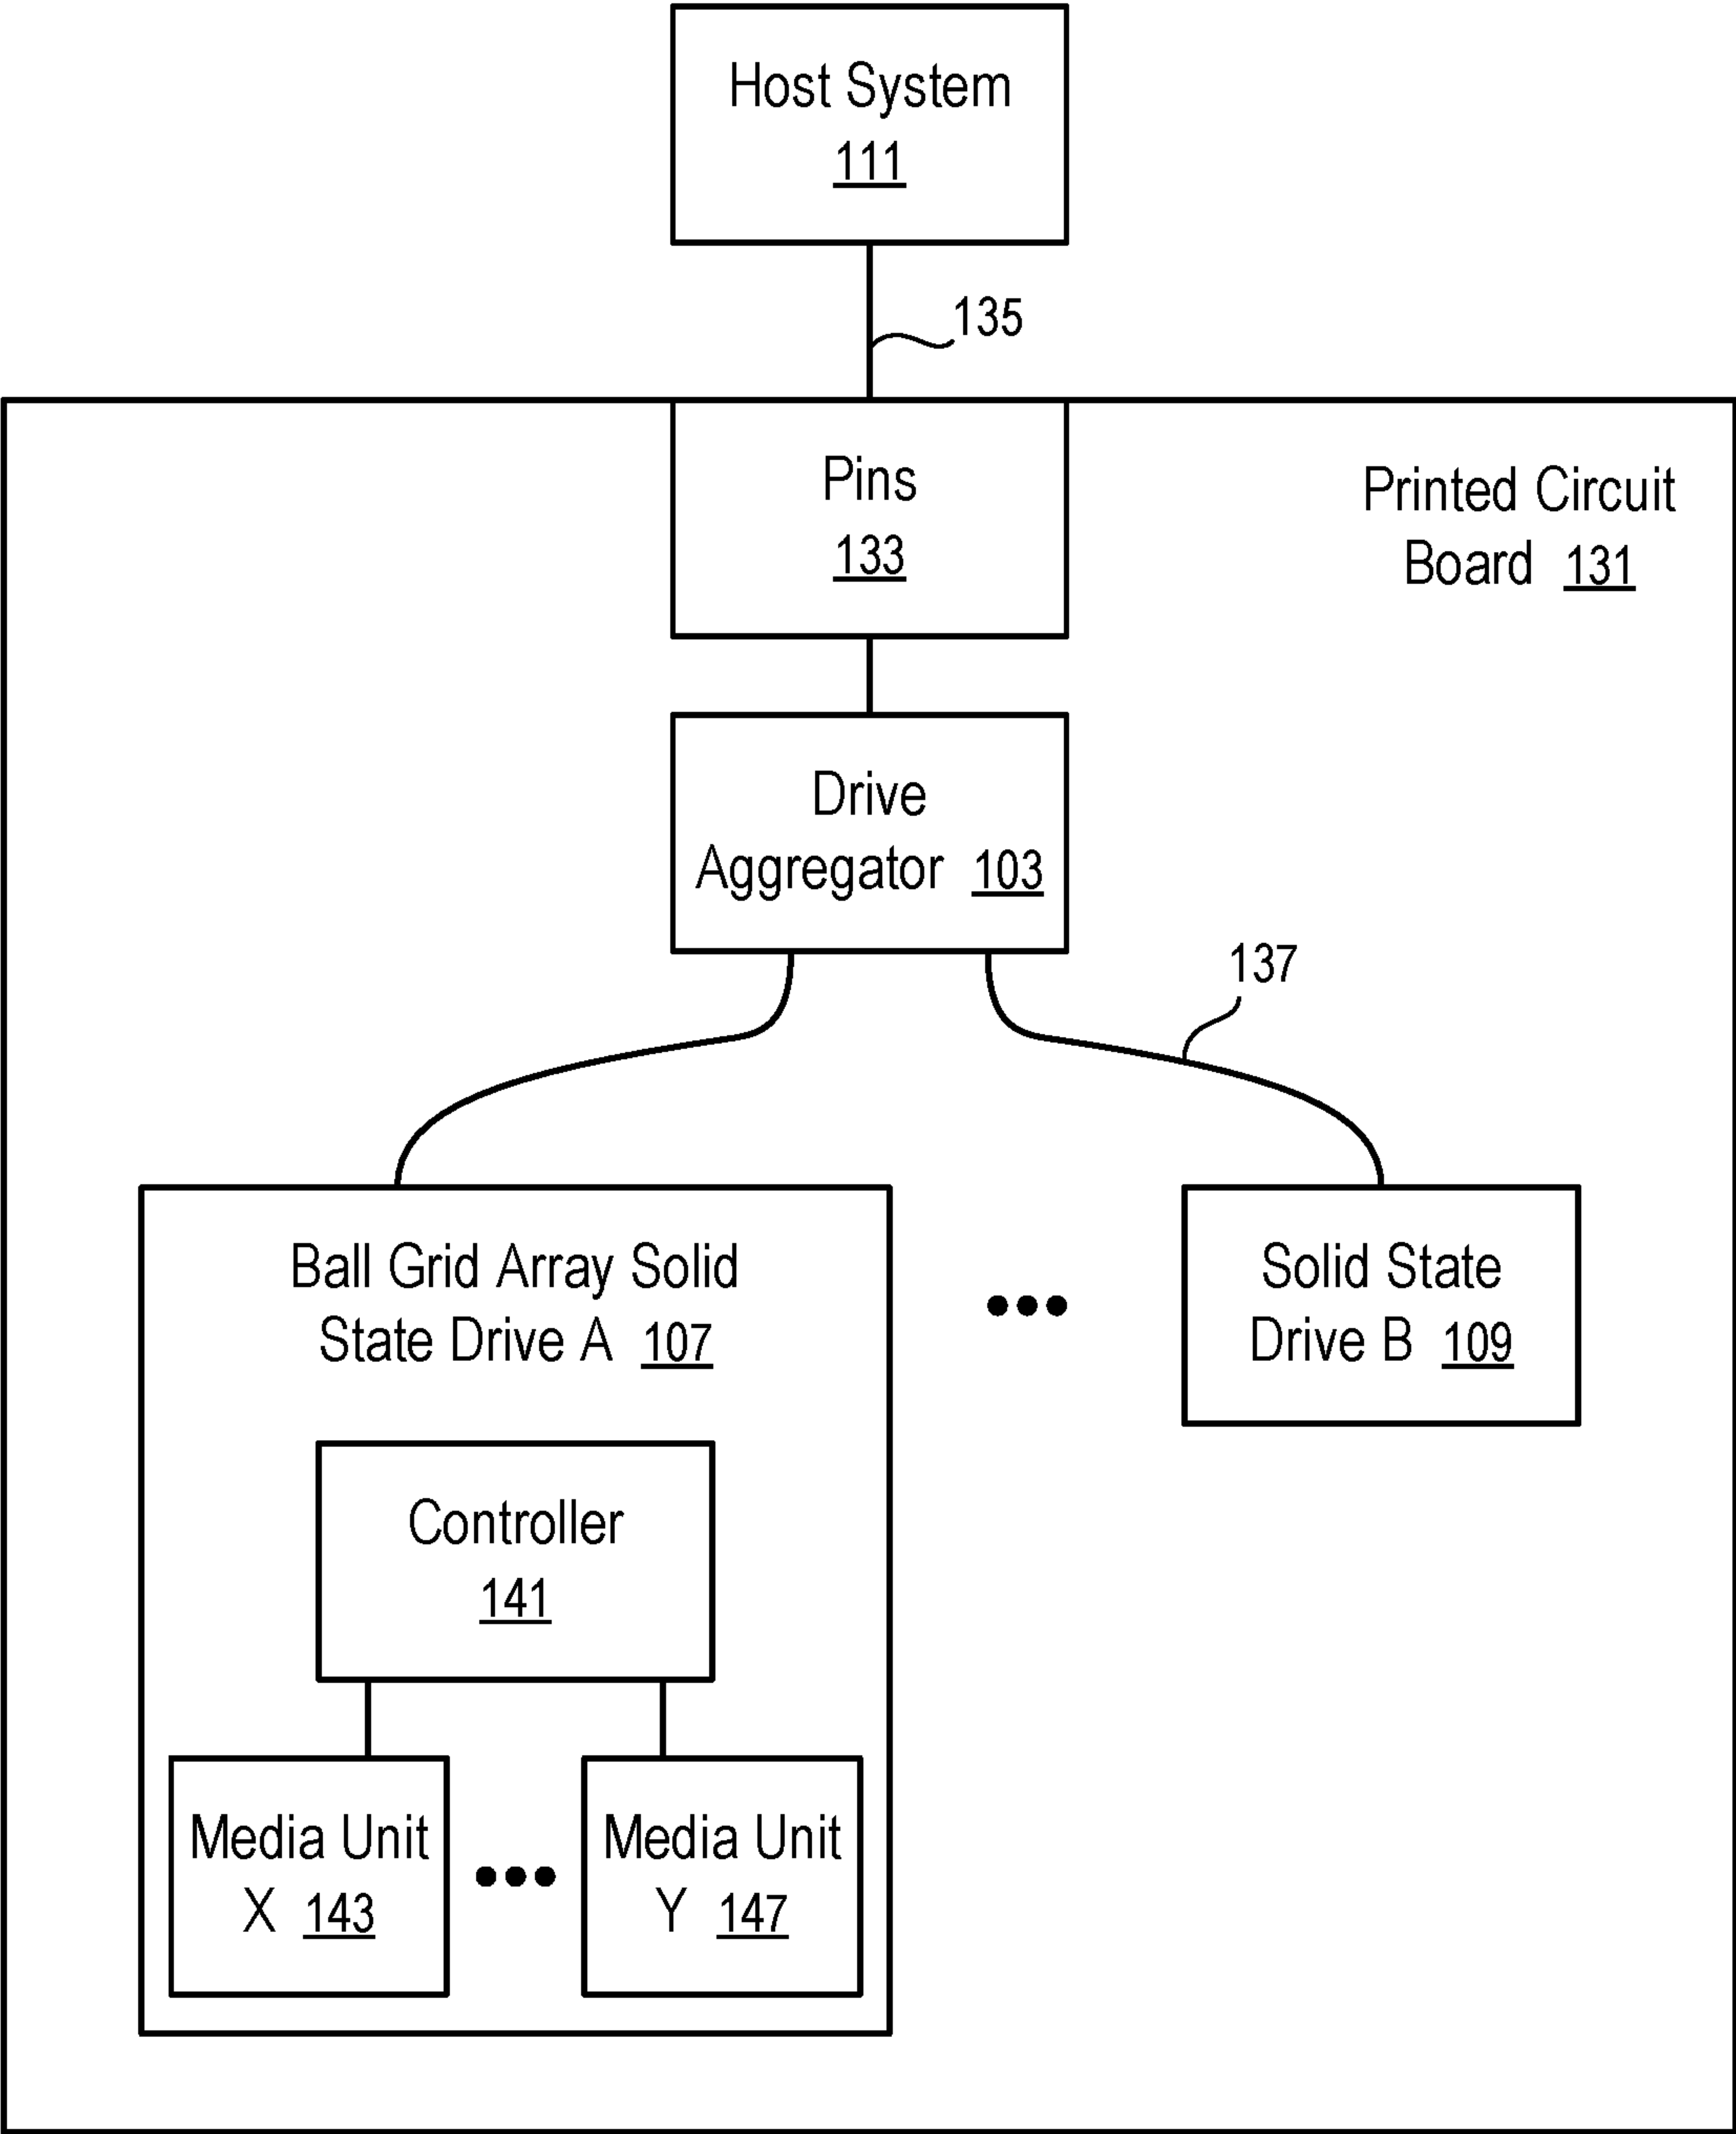 Host System
111
135
Pins
133
Printed Circuit
Board 131
Drive
Aggregator 103
137
Ball Grid Array Solid
State Drive A 107
Solid State
Drive B 109
Controller
141
Media Unit
X 143
Media Unit
Y 147